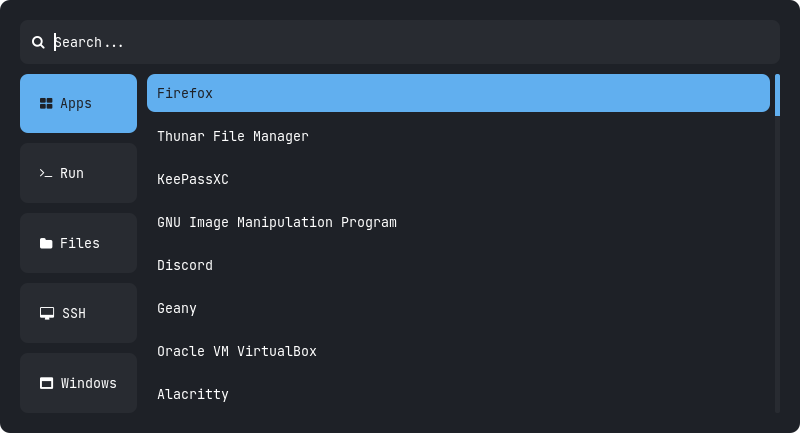 Search...
Apps
Run
Files
SSH
Windows
Firefox
Thunar File Manager
KeePassXC
GNU Image Manipulation Program
Discord
Geany
Oracle VM VirtualBox
Alacritty